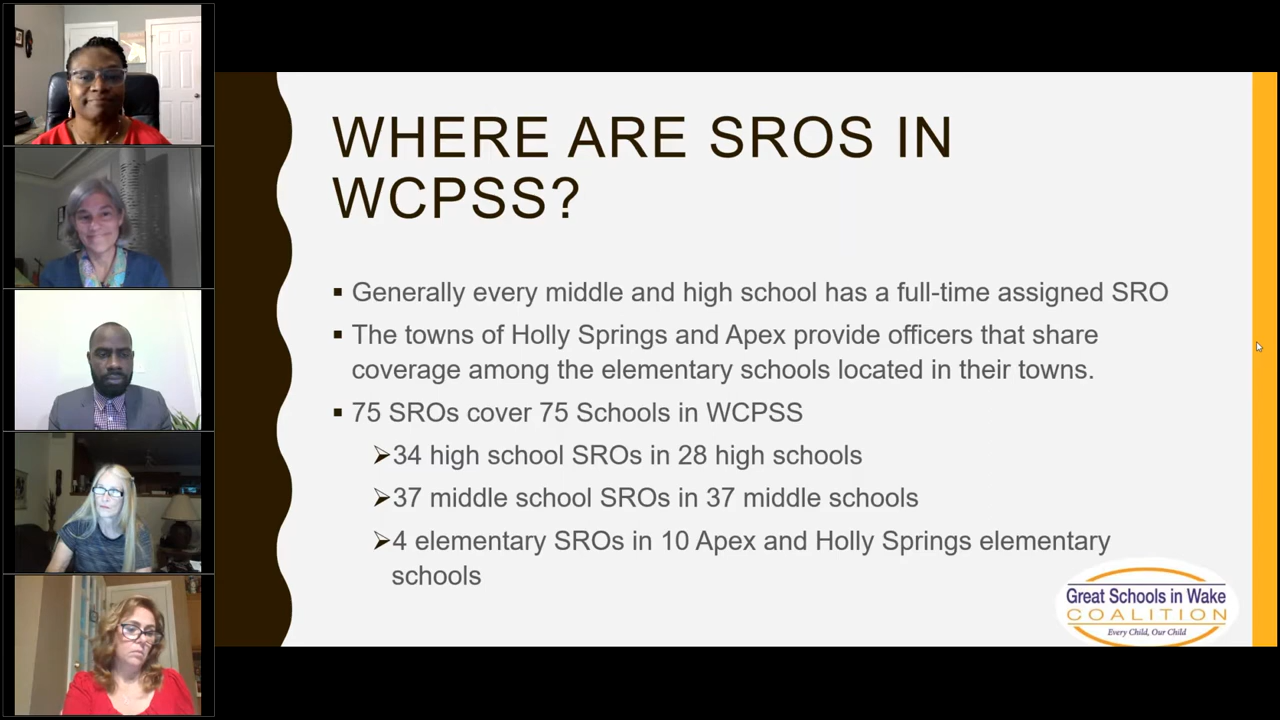 WHERE ARE SROS IN
WCPSS?
▪ Generally every middle and high school has a full-time assigned SRO
▪ The towns of Holly Springs and Apex provide officers that share
coverage among the elementary schools located in their towns.
▪ 75 SROs cover 75 Schools in WCPSS
➢34 high school SROs in 28 high schools
➢37 middle school SROs in 37 middle schools
➢4 elementary SROs in 10 Apex and Holly Springs elementary
schools
Great Schools in Wake
COALITION
Every Child, Our Child